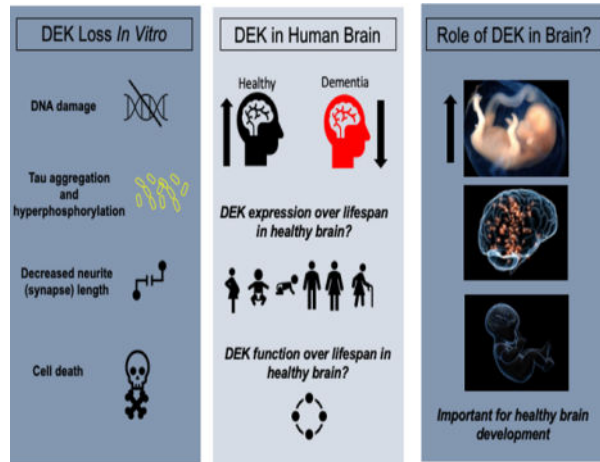 DEK Loss In Vitro
DNA damage
Tau aggregation
and
hyperphosphorylation
Decreased neurite
(synapse) length
Cell death
DEK in Human Brain
Healthy
Dementia
DEK expression over lifespan
in healthy brain?
DEK function over lifespan in
healthy brain?
Role of DEK in Brain?
Important for healthy brain
development